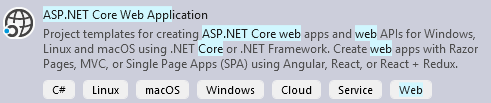 ASP.NET Core Web Application
Project templates for creating ASP.NET Core web apps and web APIs for Windows,
Linux and macOS using .NET Core or .NET Framework. Create web apps with Razor
Pages, MVC, or Single Page Apps (SPA) using Angular, React, or React + Redux.
C# Linux macOS Windows Cloud Service Web